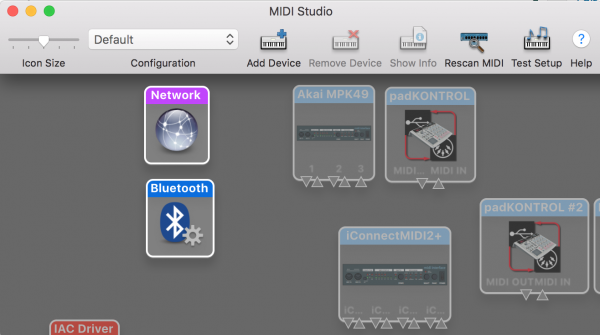 MIDI Studio
Default
Icon Size
Configuration
Add Device
Remove Device
Show Info
Rescan MIDI
Test Setup
?
Help
Network
Akai MPK49
1 2 3
padKONTROL
MIDI... MIDI IN
Bluetooth
padKONTROL #2
MIDI OUT MIDI IN
iConnectMIDI2+
iC... iC... iC... iC...
IAC Driver